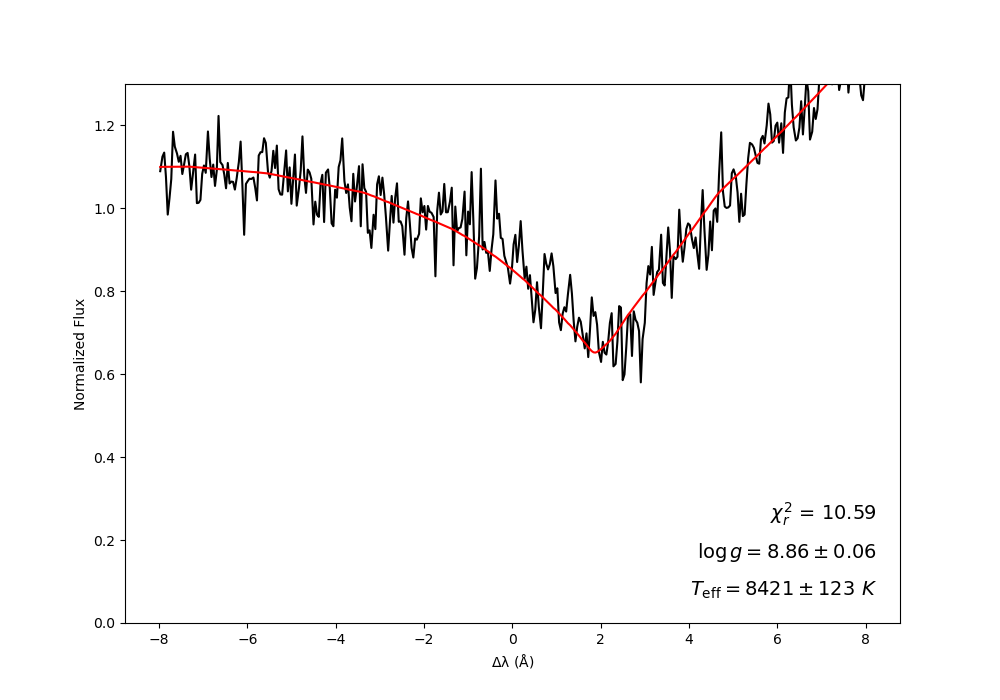 1.2
1.0
0.8
0.6
0.4
0.2
0.0
Normalized Flux
χ²ᵣ = 10.59
log g = 8.86 ± 0.06
T_eff = 8421 ± 123 K
−8 −6 −4 −2 0 2 4 6 8
Δλ (Å)